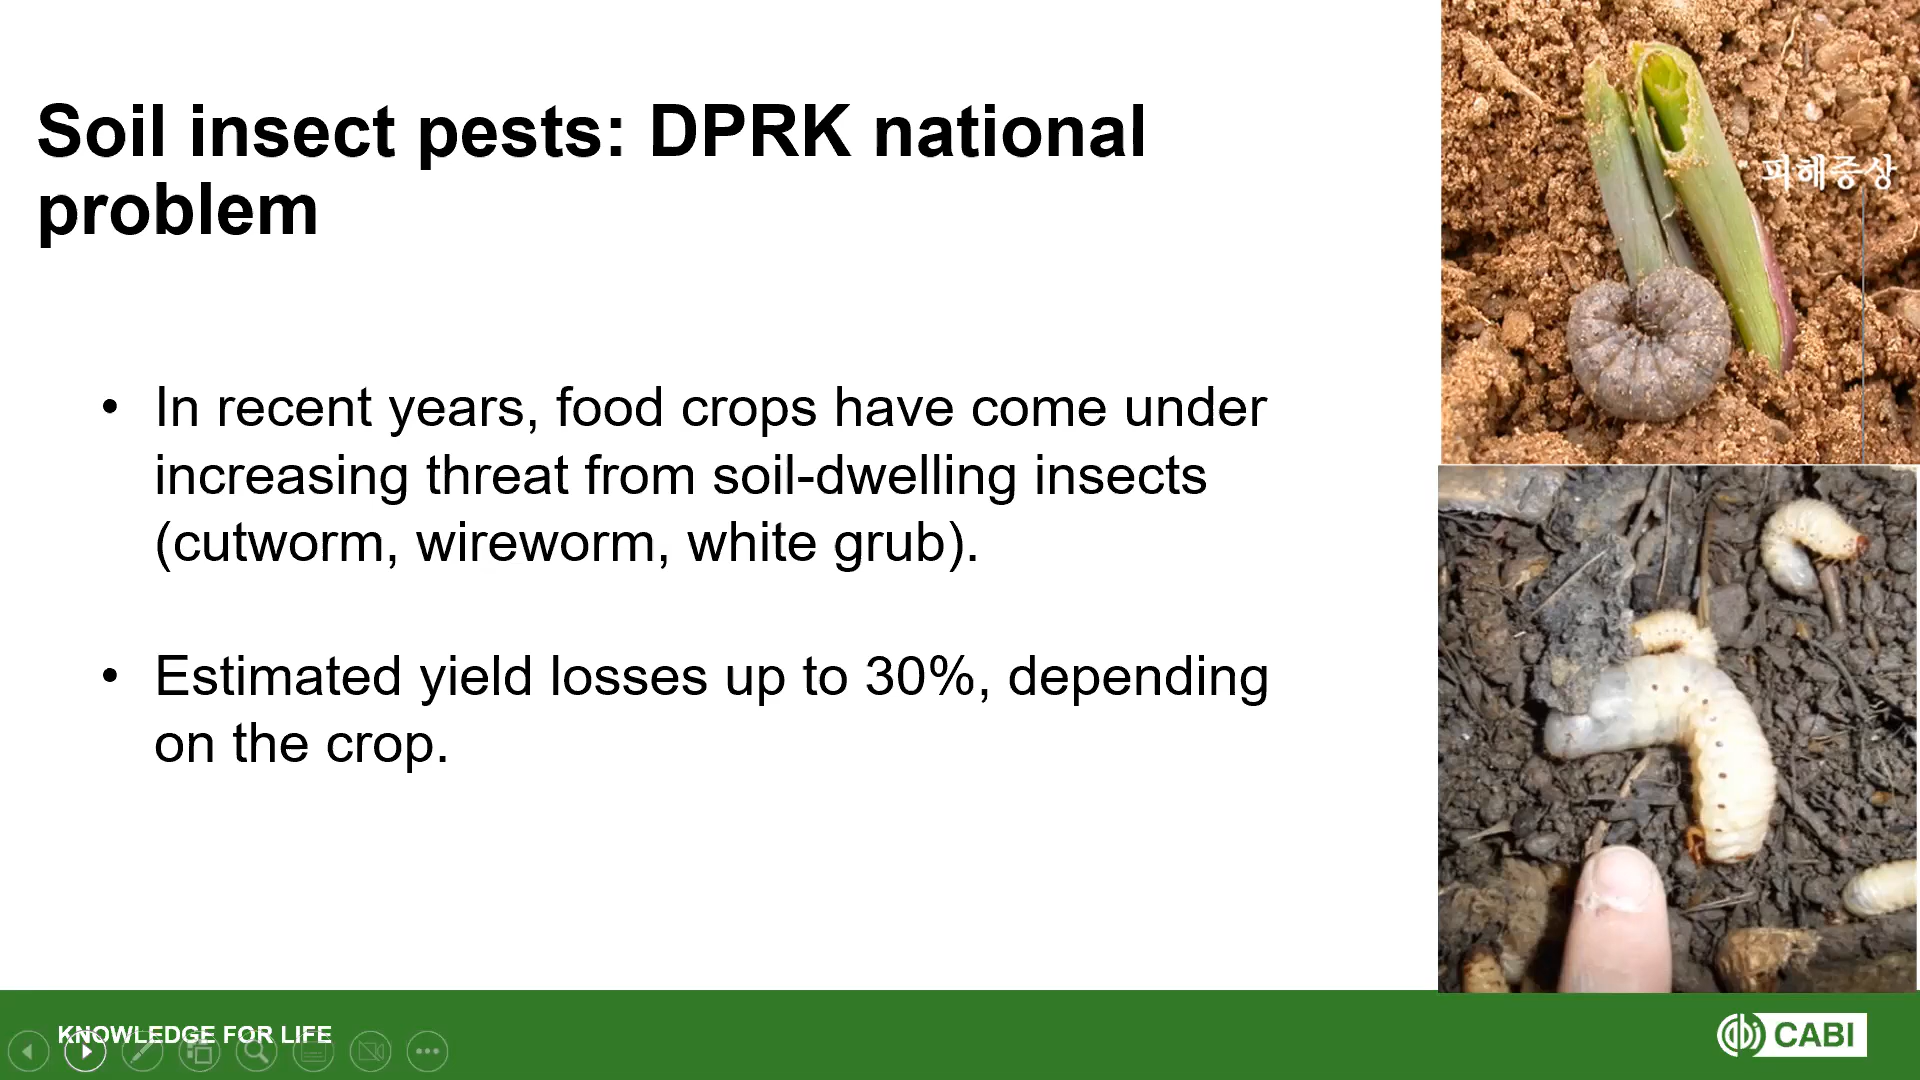 Soil insect pests: DPRK national
problem
피해증상
• In recent years, food crops have come under
increasing threat from soil-dwelling insects
(cutworm, wireworm, white grub).
• Estimated yield losses up to 30%, depending
on the crop.
KNOWLEDGE FOR LIFE
CABI